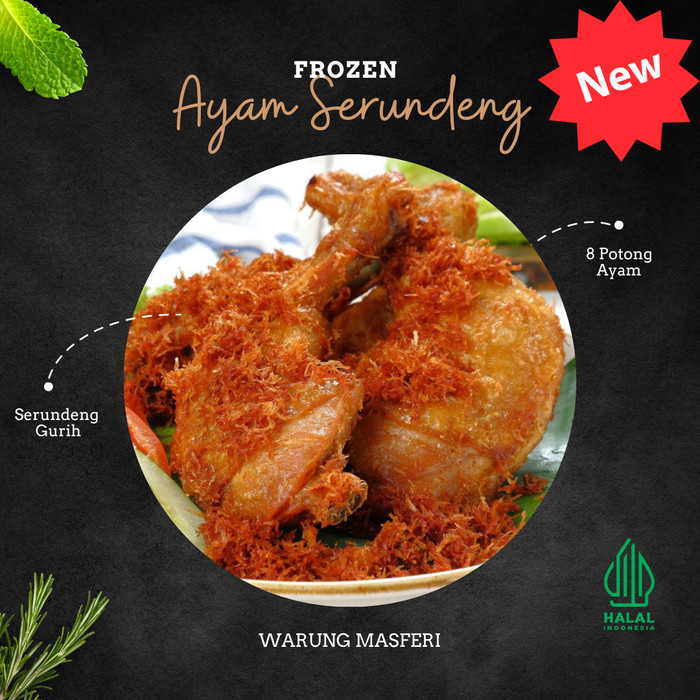 FROZEN
Ayam Serundeng
New
8 Potong
Ayam
Serundeng
Gurih
HALAL
INDONESIA
WARUNG MASFERI